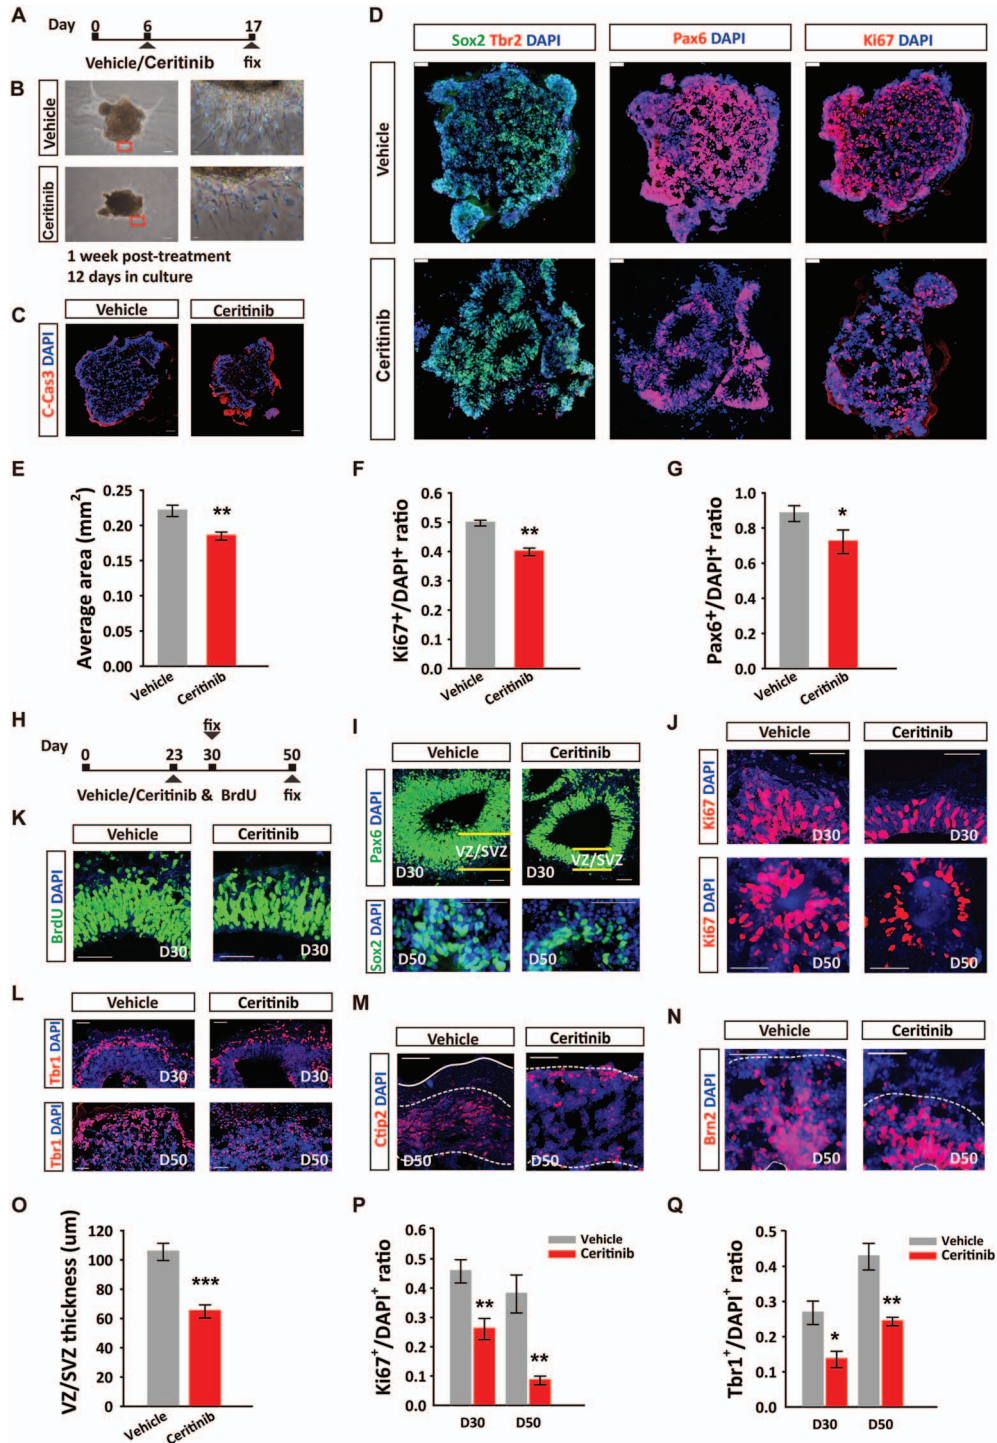 A
Day 0 6 17
Vehicle/Ceritinib fix
B
Vehicle
Ceritinib
1 week post-treatment
12 days in culture
C
Vehicle Ceritinib
C-Cas3 DAPI
D
Sox2 Tbr2 DAPI Pax6 DAPI Ki67 DAPI
Vehicle
Ceritinib
E
Average area (mm²)
0.25
0.20
0.15
0.10
0.05
0.00
**
Vehicle Ceritinib
F
Ki67⁺/DAPI⁺ ratio
0.6
0.5
0.4
0.3
0.2
0.1
0.0
**
Vehicle Ceritinib
G
Pax6⁺/DAPI⁺ ratio
1.0
0.8
0.6
0.4
0.2
0.0
*
Vehicle Ceritinib
H
fix
Day 0 23 30 50
Vehicle/Ceritinib & BrdU fix
I
Vehicle Ceritinib
Pax6 DAPI
VZ/SVZ VZ/SVZ
D30 D30
Sox2 DAPI
D50 D50
J
Vehicle Ceritinib
Ki67 DAPI
D30 D30
Ki67 DAPI
D50 D50
K
Vehicle Ceritinib
BrdU DAPI
D30 D30
L
Vehicle Ceritinib
Tbr1 DAPI
D30 D30
Tbr1 DAPI
D50 D50
M
Vehicle Ceritinib
Ctip2 DAPI
D50 D50
N
Vehicle Ceritinib
Brn2 DAPI
D50 D50
O
VZ/SVZ thickness (um)
120
100
80
60
40
20
0
***
Vehicle Ceritinib
P
Ki67⁺/DAPI⁺ ratio
0.6
0.5
0.4
0.3
0.2
0.1
0.0
Vehicle
Ceritinib
**
**
D30 D50
Q
Tbr1⁺/DAPI⁺ ratio
0.5
0.4
0.3
0.2
0.1
0.0
Vehicle
Ceritinib
*
**
D30 D50